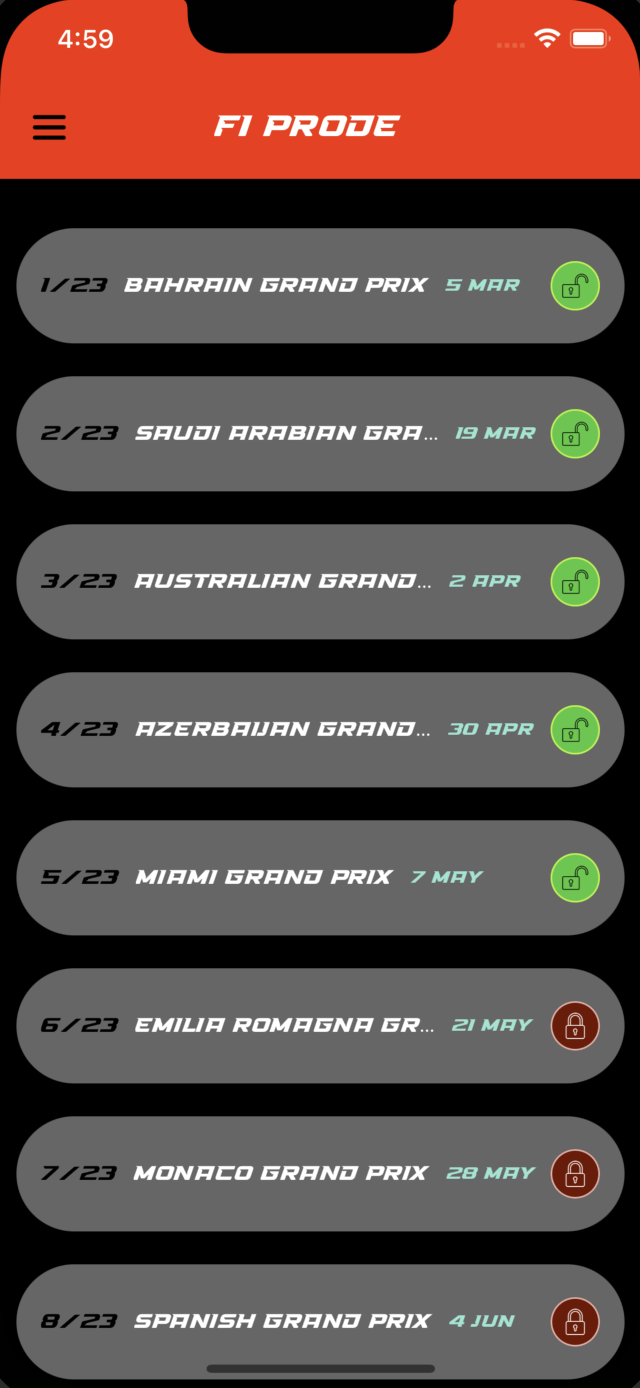 4:59
F1 PRODE
1/23 BAHRAIN GRAND PRIX 5 MAR
2/23 SAUDI ARABIAN GRA... 19 MAR
3/23 AUSTRALIAN GRAND... 2 APR
4/23 AZERBAIJAN GRAND... 30 APR
5/23 MIAMI GRAND PRIX 7 MAY
6/23 EMILIA ROMAGNA GR... 21 MAY
7/23 MONACO GRAND PRIX 28 MAY
8/23 SPANISH GRAND PRIX 4 JUN